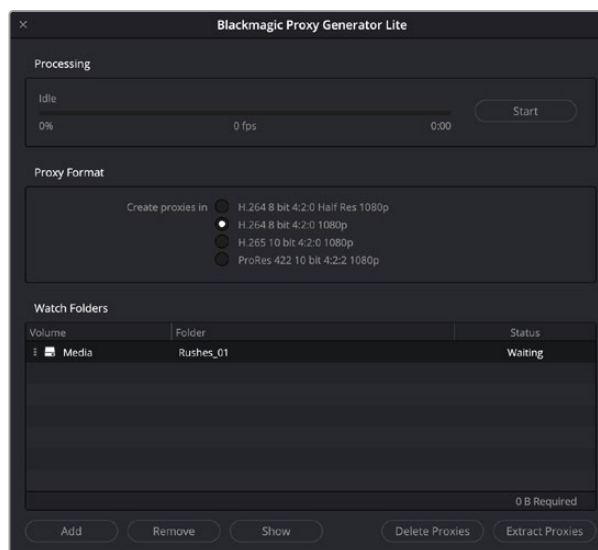 Blackmagic Proxy Generator Lite
Processing
Idle
0% 0 fps 0:00
Start
Proxy Format
Create proxies in H.264 8 bit 4:2:0 Half Res 1080p
H.264 8 bit 4:2:0 1080p
H.265 10 bit 4:2:0 1080p
ProRes 422 10 bit 4:2:2 1080p
Watch Folders
Volume Folder Status
Media Rushes_01 Waiting
0 B Required
Add Remove Show Delete Proxies Extract Proxies